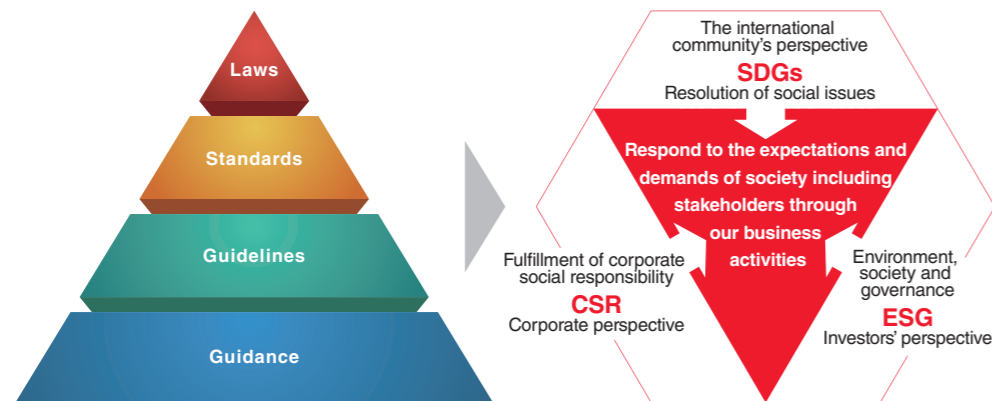 Laws
Standards
Guidelines
Guidance
The international
community’s perspective
SDGs
Resolution of social issues
Respond to the expectations and
demands of society including
stakeholders through
our business
activities
Fulfillment of corporate
social responsibility
CSR
Corporate perspective
Environment,
society and
governance
ESG
Investors’ perspective